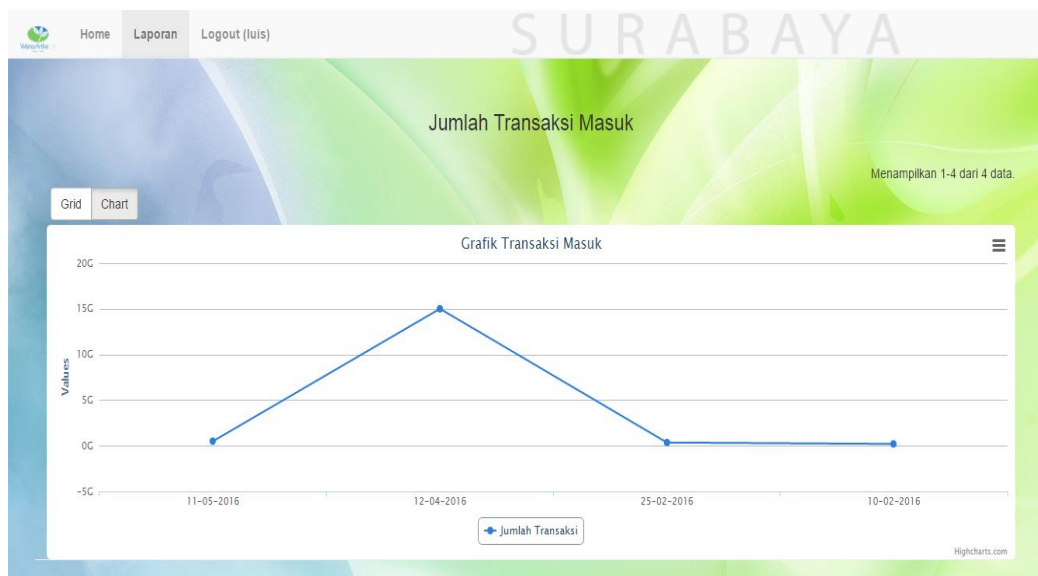 SURABAYA
Home Laporan Logout (luis)
Jumlah Transaksi Masuk
Menampilkan 1-4 dari 4 data.
Grid Chart
Grafik Transaksi Masuk
20G
15G
10G
5G
0G
-5G
Values
11-05-2016 12-04-2016 25-02-2016 10-02-2016
Jumlah Transaksi
Highcharts.com